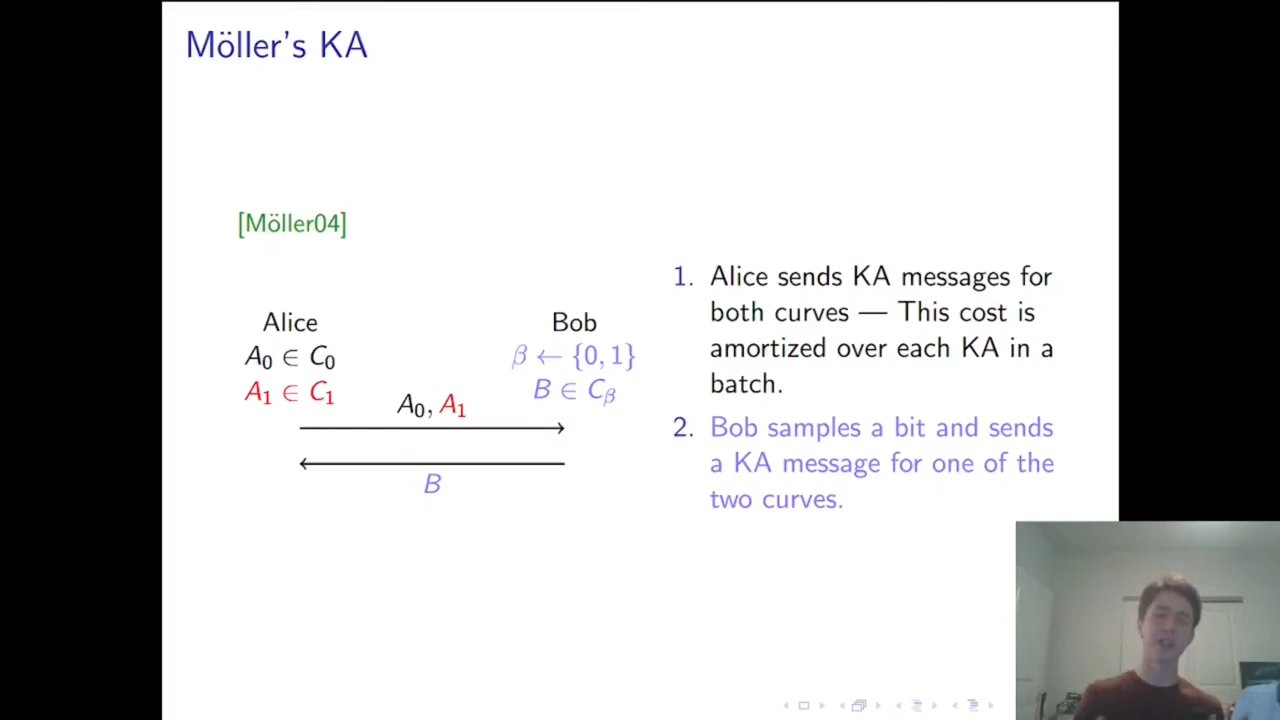 Möller's KA
[Möller04]
Alice
A₀ ∈ C₀
A₁ ∈ C₁
Bob
β ← {0, 1}
B ∈ Cᵦ
A₀, A₁
B
1. Alice sends KA messages for
both curves — This cost is
amortized over each KA in a
batch.
2. Bob samples a bit and sends
a KA message for one of the
two curves.